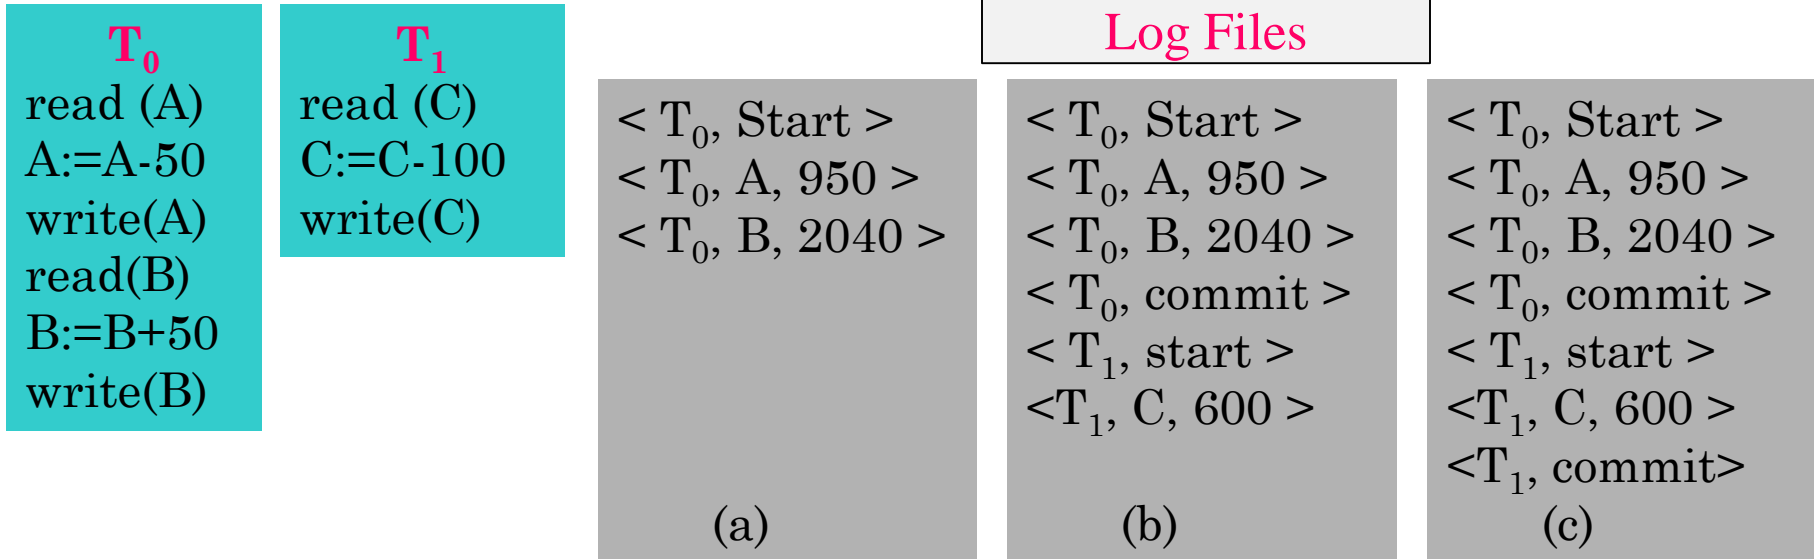 T₀
read (A)
A:=A-50
write(A)
read(B)
B:=B+50
write(B)
T₁
read (C)
C:=C-100
write(C)
Log Files
< T₀, Start >
< T₀, A, 950 >
< T₀, B, 2040 >
(a)
< T₀, Start >
< T₀, A, 950 >
< T₀, B, 2040 >
< T₀, commit >
< T₁, start >
<T₁, C, 600 >
(b)
< T₀, Start >
< T₀, A, 950 >
< T₀, B, 2040 >
< T₀, commit >
< T₁, start >
<T₁, C, 600 >
<T₁, commit>
(c)